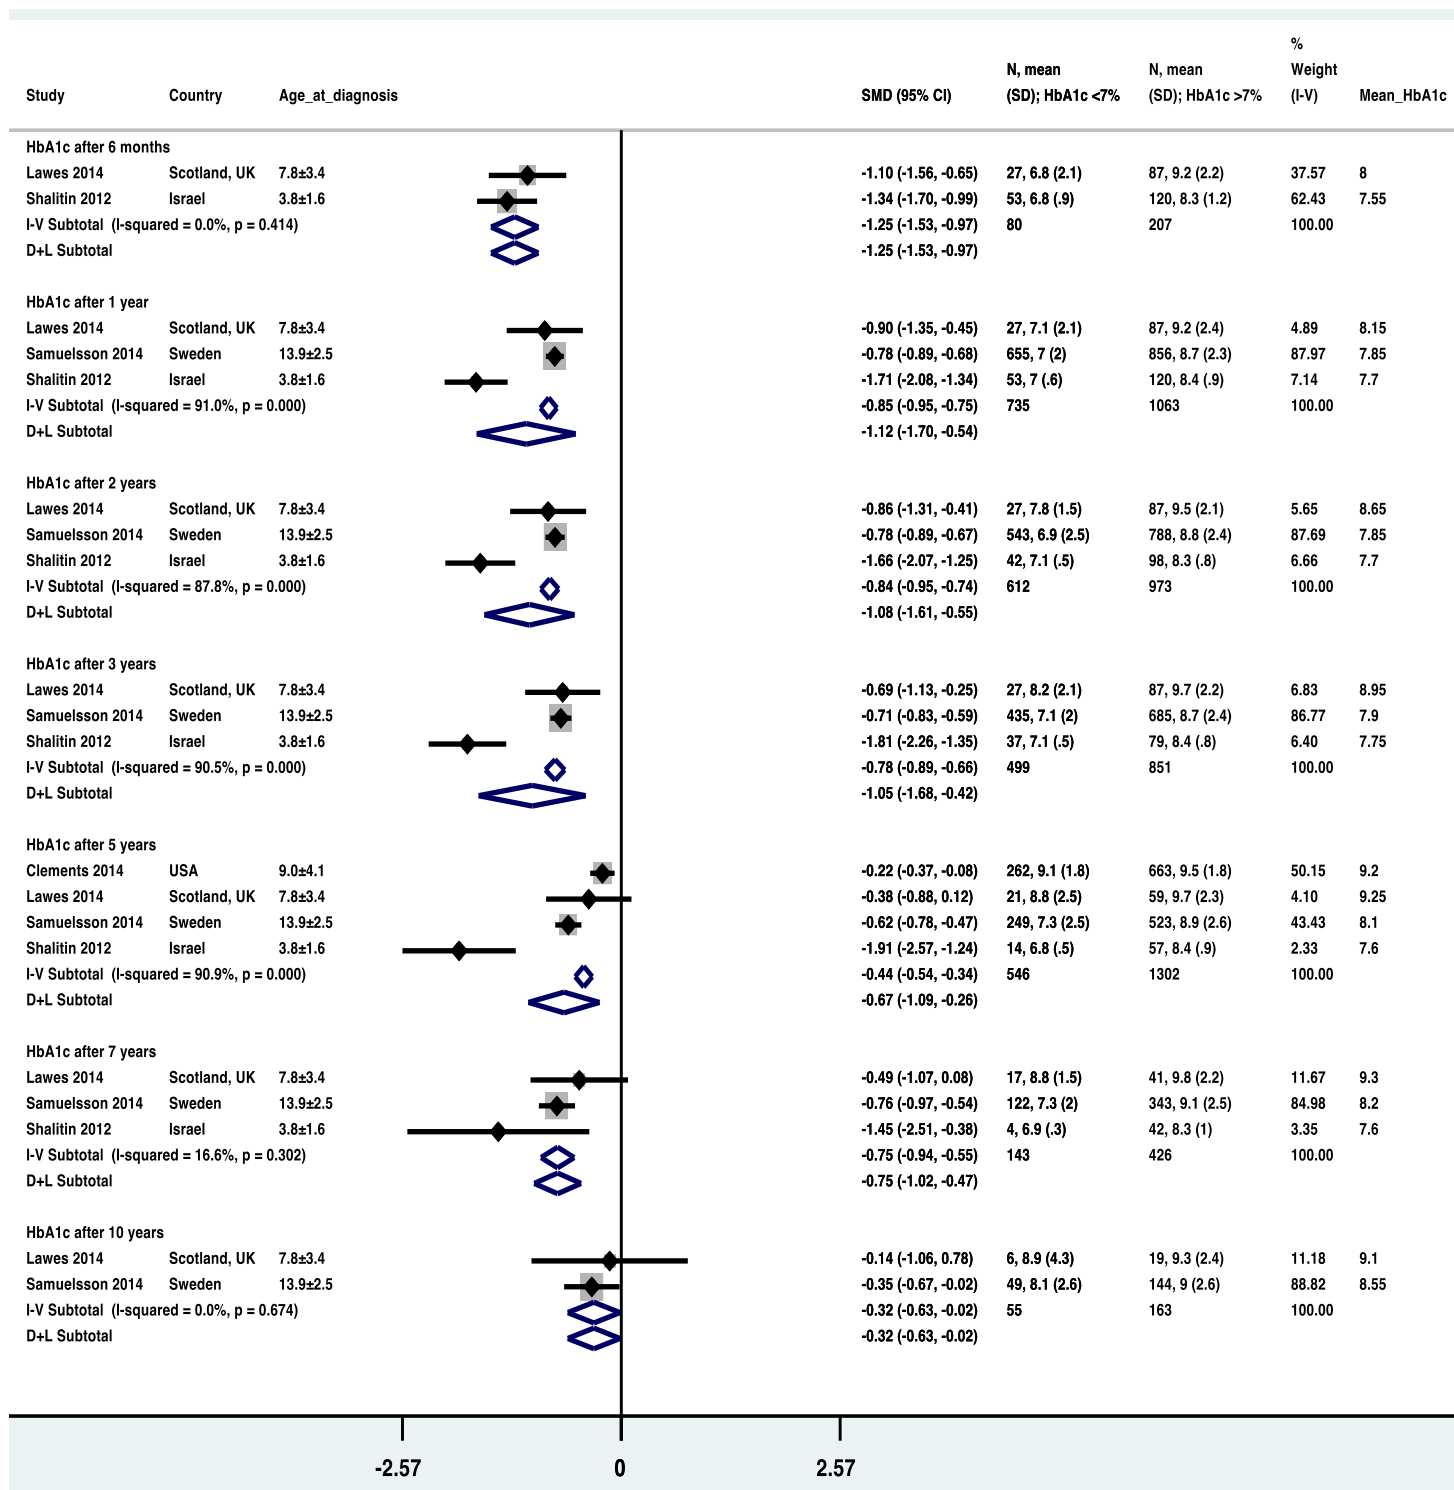 %
N, mean N, mean Weight
Study Country Age_at_diagnosis SMD (95% CI) (SD); HbA1c <7% (SD); HbA1c >7% (I-V) Mean_HbA1c
HbA1c after 6 months
Lawes 2014 Scotland, UK 7.8±3.4 -1.10 (-1.56, -0.65) 27, 6.8 (2.1) 87, 9.2 (2.2) 37.57 8
Shalitin 2012 Israel 3.8±1.6 -1.34 (-1.70, -0.99) 53, 6.8 (.9) 120, 8.3 (1.2) 62.43 7.55
I-V Subtotal (I-squared = 0.0%, p = 0.414) -1.25 (-1.53, -0.97) 80 207 100.00
D+L Subtotal -1.25 (-1.53, -0.97)
HbA1c after 1 year
Lawes 2014 Scotland, UK 7.8±3.4 -0.90 (-1.35, -0.45) 27, 7.1 (2.1) 87, 9.2 (2.4) 4.89 8.15
Samuelsson 2014 Sweden 13.9±2.5 -0.78 (-0.89, -0.68) 655, 7 (2) 856, 8.7 (2.3) 87.97 7.85
Shalitin 2012 Israel 3.8±1.6 -1.71 (-2.08, -1.34) 53, 7 (.6) 120, 8.4 (.9) 7.14 7.7
I-V Subtotal (I-squared = 91.0%, p = 0.000) -0.85 (-0.95, -0.75) 735 1063 100.00
D+L Subtotal -1.12 (-1.70, -0.54)
HbA1c after 2 years
Lawes 2014 Scotland, UK 7.8±3.4 -0.86 (-1.31, -0.41) 27, 7.8 (1.5) 87, 9.5 (2.1) 5.65 8.65
Samuelsson 2014 Sweden 13.9±2.5 -0.78 (-0.89, -0.67) 543, 6.9 (2.5) 788, 8.8 (2.4) 87.69 7.85
Shalitin 2012 Israel 3.8±1.6 -1.66 (-2.07, -1.25) 42, 7.1 (.5) 98, 8.3 (.8) 6.66 7.7
I-V Subtotal (I-squared = 87.8%, p = 0.000) -0.84 (-0.95, -0.74) 612 973 100.00
D+L Subtotal -1.08 (-1.61, -0.55)
HbA1c after 3 years
Lawes 2014 Scotland, UK 7.8±3.4 -0.69 (-1.13, -0.25) 27, 8.2 (2.1) 87, 9.7 (2.2) 6.83 8.95
Samuelsson 2014 Sweden 13.9±2.5 -0.71 (-0.83, -0.59) 435, 7.1 (2) 685, 8.7 (2.4) 86.77 7.9
Shalitin 2012 Israel 3.8±1.6 -1.81 (-2.26, -1.35) 37, 7.1 (.5) 79, 8.4 (.8) 6.40 7.75
I-V Subtotal (I-squared = 90.5%, p = 0.000) -0.78 (-0.89, -0.66) 499 851 100.00
D+L Subtotal -1.05 (-1.68, -0.42)
HbA1c after 5 years
Clements 2014 USA 9.0±4.1 -0.22 (-0.37, -0.08) 262, 9.1 (1.8) 663, 9.5 (1.8) 50.15 9.2
Lawes 2014 Scotland, UK 7.8±3.4 -0.38 (-0.88, 0.12) 21, 8.8 (2.5) 59, 9.7 (2.3) 4.10 9.25
Samuelsson 2014 Sweden 13.9±2.5 -0.62 (-0.78, -0.47) 249, 7.3 (2.5) 523, 8.9 (2.6) 43.43 8.1
Shalitin 2012 Israel 3.8±1.6 -1.91 (-2.57, -1.24) 14, 6.8 (.5) 57, 8.4 (.9) 2.33 7.6
I-V Subtotal (I-squared = 90.9%, p = 0.000) -0.44 (-0.54, -0.34) 546 1302 100.00
D+L Subtotal -0.67 (-1.09, -0.26)
HbA1c after 7 years
Lawes 2014 Scotland, UK 7.8±3.4 -0.49 (-1.07, 0.08) 17, 8.8 (1.5) 41, 9.8 (2.2) 11.67 9.3
Samuelsson 2014 Sweden 13.9±2.5 -0.76 (-0.97, -0.54) 122, 7.3 (2) 343, 9.1 (2.5) 84.98 8.2
Shalitin 2012 Israel 3.8±1.6 -1.45 (-2.51, -0.38) 4, 6.9 (.3) 42, 8.3 (1) 3.35 7.6
I-V Subtotal (I-squared = 16.6%, p = 0.302) -0.75 (-0.94, -0.55) 143 426 100.00
D+L Subtotal -0.75 (-1.02, -0.47)
HbA1c after 10 years
Lawes 2014 Scotland, UK 7.8±3.4 -0.14 (-1.06, 0.78) 6, 8.9 (4.3) 19, 9.3 (2.4) 11.18 9.1
Samuelsson 2014 Sweden 13.9±2.5 -0.35 (-0.67, -0.02) 49, 8.1 (2.6) 144, 9 (2.6) 88.82 8.55
I-V Subtotal (I-squared = 0.0%, p = 0.674) -0.32 (-0.63, -0.02) 55 163 100.00
D+L Subtotal -0.32 (-0.63, -0.02)
-2.57 0 2.57